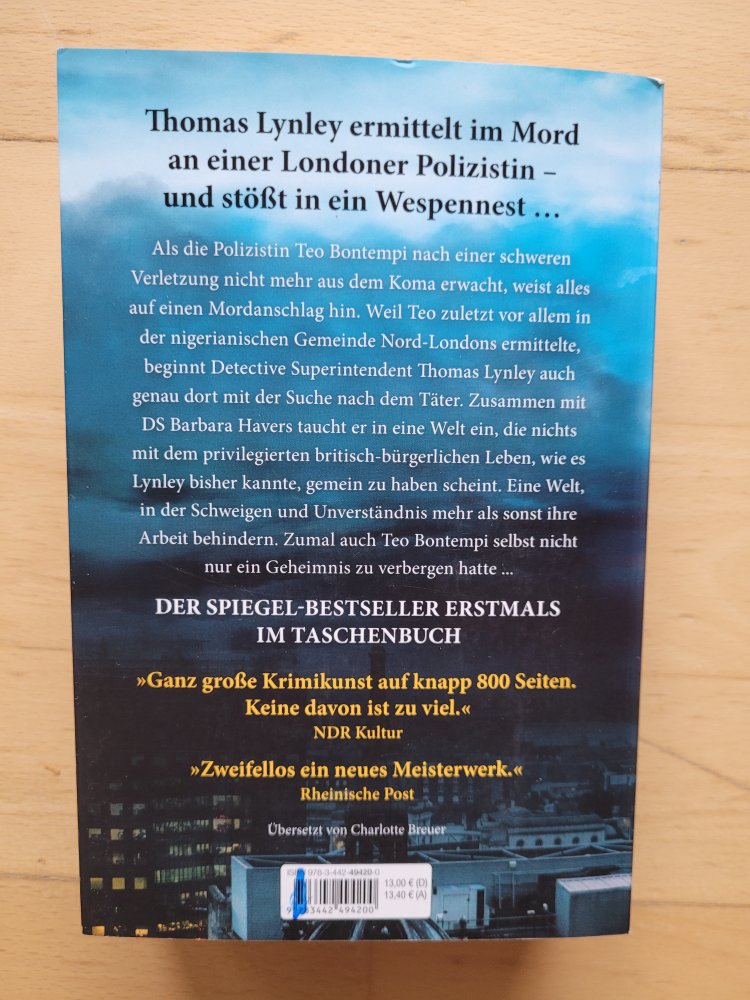 Thomas Lynley ermittelt im Mord
an einer Londoner Polizistin –
und stößt in ein Wespennest …
Als die Polizistin Teo Bontempi nach einer schweren
Verletzung nicht mehr aus dem Koma erwacht, weist alles
auf einen Mordanschlag hin. Weil Teo zuletzt vor allem in
der nigerianischen Gemeinde Nord-Londons ermittelte,
beginnt Detective Superintendent Thomas Lynley auch
genau dort mit der Suche nach dem Täter. Zusammen mit
DS Barbara Havers taucht er in eine Welt ein, die nichts
mit dem privilegierten britisch-bürgerlichen Leben, wie es
Lynley bisher kannte, gemein zu haben scheint. Eine Welt,
in der Schweigen und Unverständnis mehr als sonst ihre
Arbeit behindern. Zumal auch Teo Bontempi selbst nicht
nur ein Geheimnis zu verbergen hatte ...
DER SPIEGEL-BESTSELLER ERSTMALS
IM TASCHENBUCH
»Ganz große Krimikunst auf knapp 800 Seiten.
Keine davon ist zu viel.«
NDR Kultur
»Zweifellos ein neues Meisterwerk.«
Rheinische Post
Übersetzt von Charlotte Breuer
978-3-442-49420-0
13,00 € (D)
13,40 € (A)
783442 494200